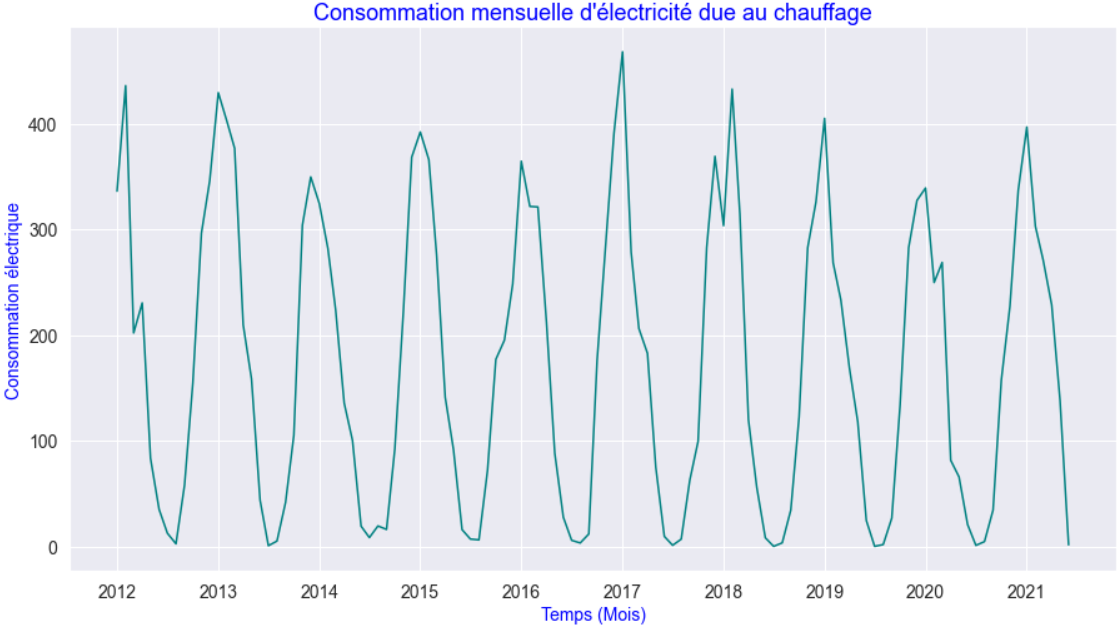 Consommation mensuelle d'électricité due au chauffage
Consommation électrique
400
300
200
100
0
2012 2013 2014 2015 2016 2017 2018 2019 2020 2021
Temps (Mois)